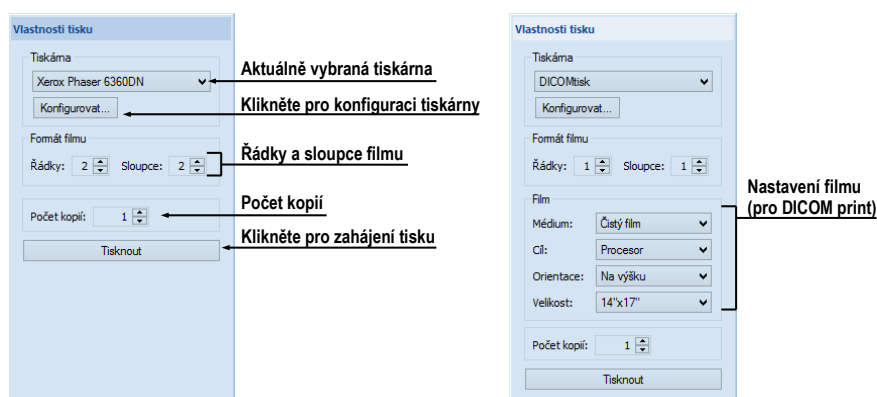 Vlastnosti tisku
Tiskárna
Xerox Phaser 6360DN
Aktuálně vybraná tiskárna
Konfigurovat...
Klikněte pro konfiguraci tiskárny
Formát filmu
Řádky: 2 Sloupce: 2
Řádky a sloupce filmu
Počet kopií: 1
Počet kopií
Tisknout
Klikněte pro zahájení tisku
Vlastnosti tisku
Tiskárna
DICOMtisk
Konfigurovat...
Formát filmu
Řádky: 1 Sloupce: 1
Film
Médium: Čistý film
Cíl: Procesor
Orientace: Na výšku
Velikost: 14"x17"
Nastavení filmu
(pro DICOM print)
Počet kopií: 1
Tisknout